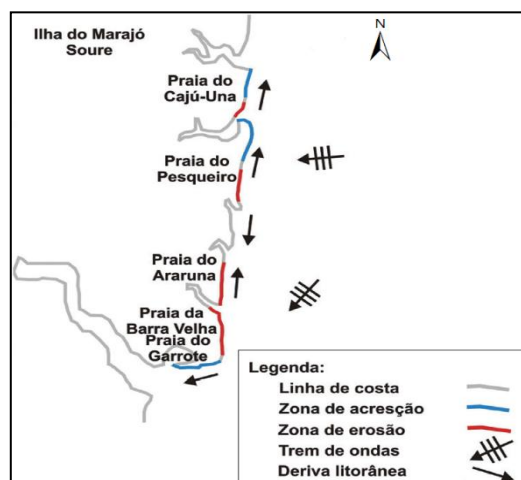 Ilha do Marajó
Soure
N
Praia do
Cajú-Una
Praia do
Pesqueiro
Praia do
Araruna
Praia da
Barra Velha
Praia do
Garrote
Legenda:
Linha de costa
Zona de acresção
Zona de erosão
Trem de ondas
Deriva litorânea